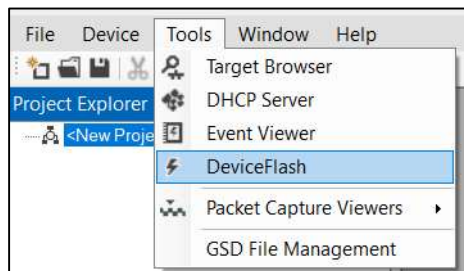 File Device Tools Window Help
Target Browser
Project Explorer
DHCP Server
<New Proje
Event Viewer
DeviceFlash
Packet Capture Viewers
GSD File Management